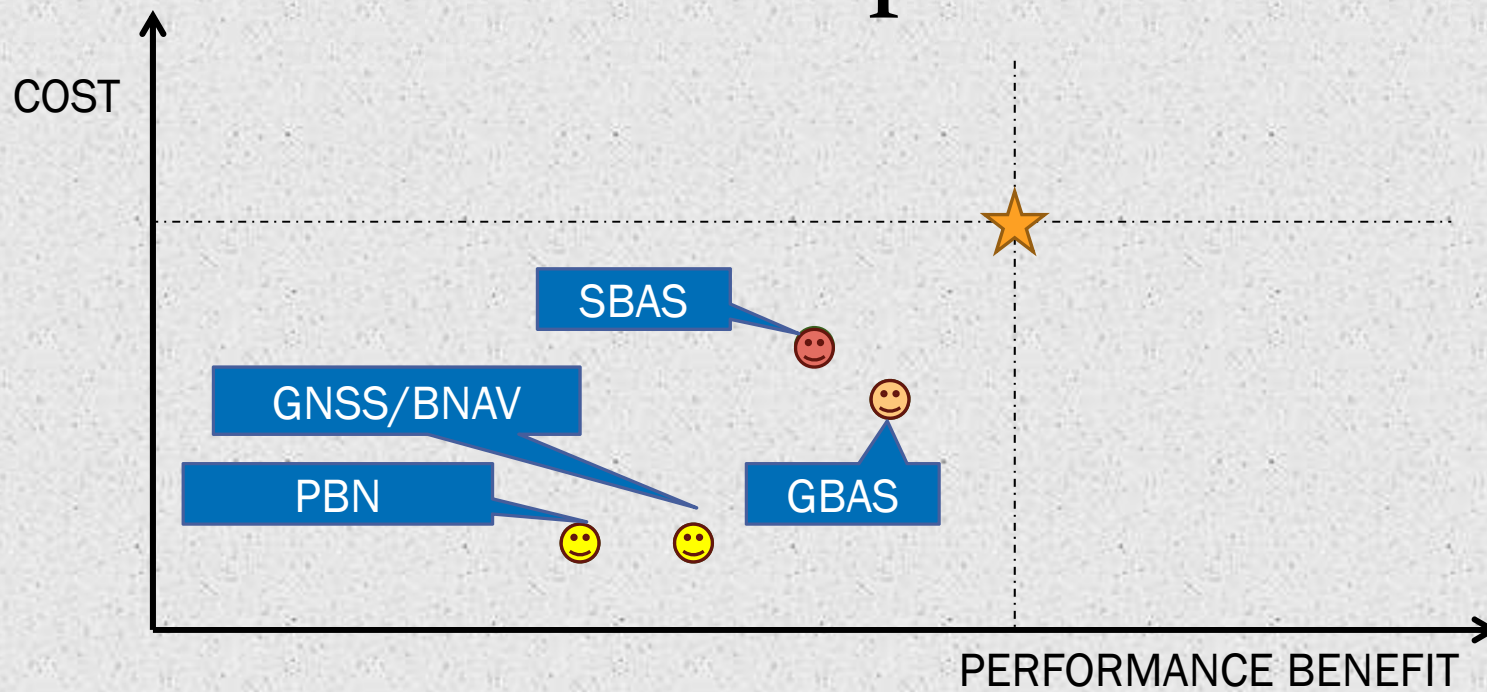 COST
SBAS
GNSS/BNAV
PBN
GBAS
PERFORMANCE BENEFIT